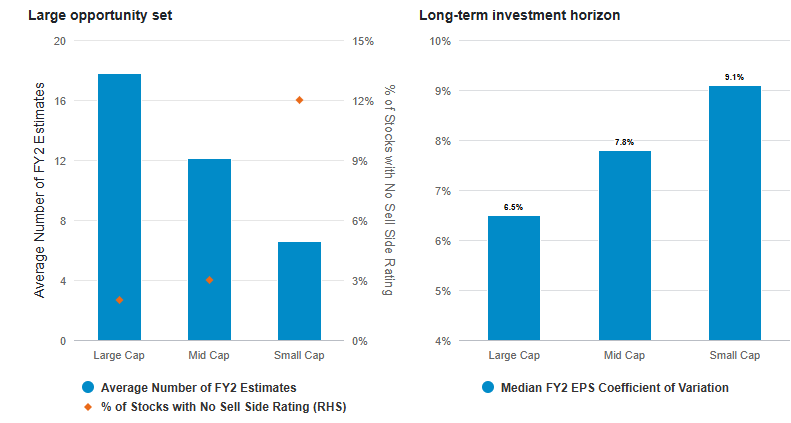 Large opportunity set
20
16
12
8
4
0
Average Number of FY2 Estimates
15%
12%
9%
6%
3%
0%
% of Stocks with No Sell Side Rating
Large Cap
Mid Cap
Small Cap
Average Number of FY2 Estimates
% of Stocks with No Sell Side Rating (RHS)
Long-term investment horizon
10%
9%
8%
7%
6%
5%
4%
6.5%
7.8%
9.1%
Large Cap
Mid Cap
Small Cap
Median FY2 EPS Coefficient of Variation